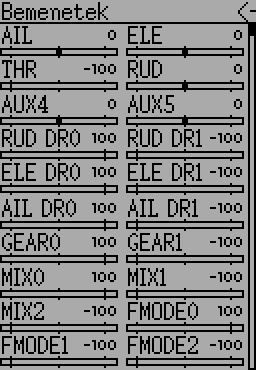 Bemenetek
AIL 0 ELE 0
THR -100 RUD 0
AUX4 0 AUX5 0
RUD DR0 100 RUD DR1 -100
ELE DR0 100 ELE DR1 -100
AIL DR0 100 AIL DR1 -100
GEAR0 100 GEAR1 -100
MIX0 100 MIX1 -100
MIX2 -100 FMODE0 100
FMODE1 -100 FMODE2 -100